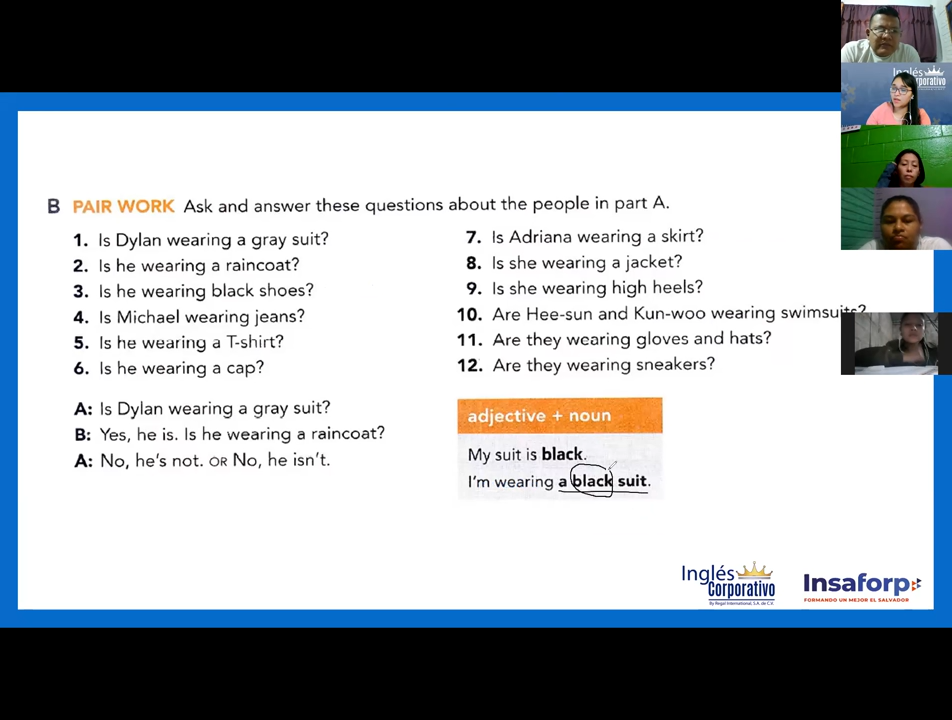 Inglés
Corporativo
B PAIR WORK Ask and answer these questions about the people in part A.
1. Is Dylan wearing a gray suit?
2. Is he wearing a raincoat?
3. Is he wearing black shoes?
4. Is Michael wearing jeans?
5. Is he wearing a T-shirt?
6. Is he wearing a cap?
7. Is Adriana wearing a skirt?
8. Is she wearing a jacket?
9. Is she wearing high heels?
10. Are Hee-sun and Kun-woo wearing swimsuits?
11. Are they wearing gloves and hats?
12. Are they wearing sneakers?
A: Is Dylan wearing a gray suit?
B: Yes, he is. Is he wearing a raincoat?
A: No, he's not. OR No, he isn't.
adjective + noun
My suit is black.
I'm wearing a black suit.
Inglés
Corporativo
By Regal International, S.A. de C.V.
Insaforp
FORMANDO UN MEJOR EL SALVADOR